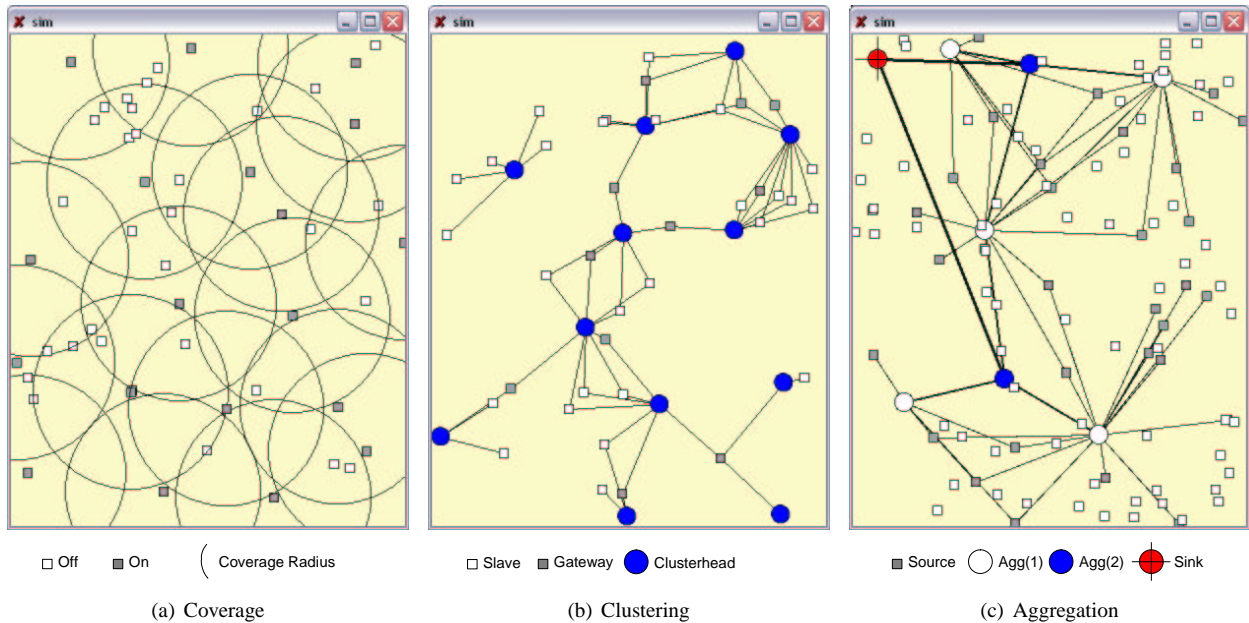 sim
sim
sim
Off On Coverage Radius
Slave Gateway Clusterhead
Source Agg(1) Agg(2) Sink
(a) Coverage
(b) Clustering
(c) Aggregation